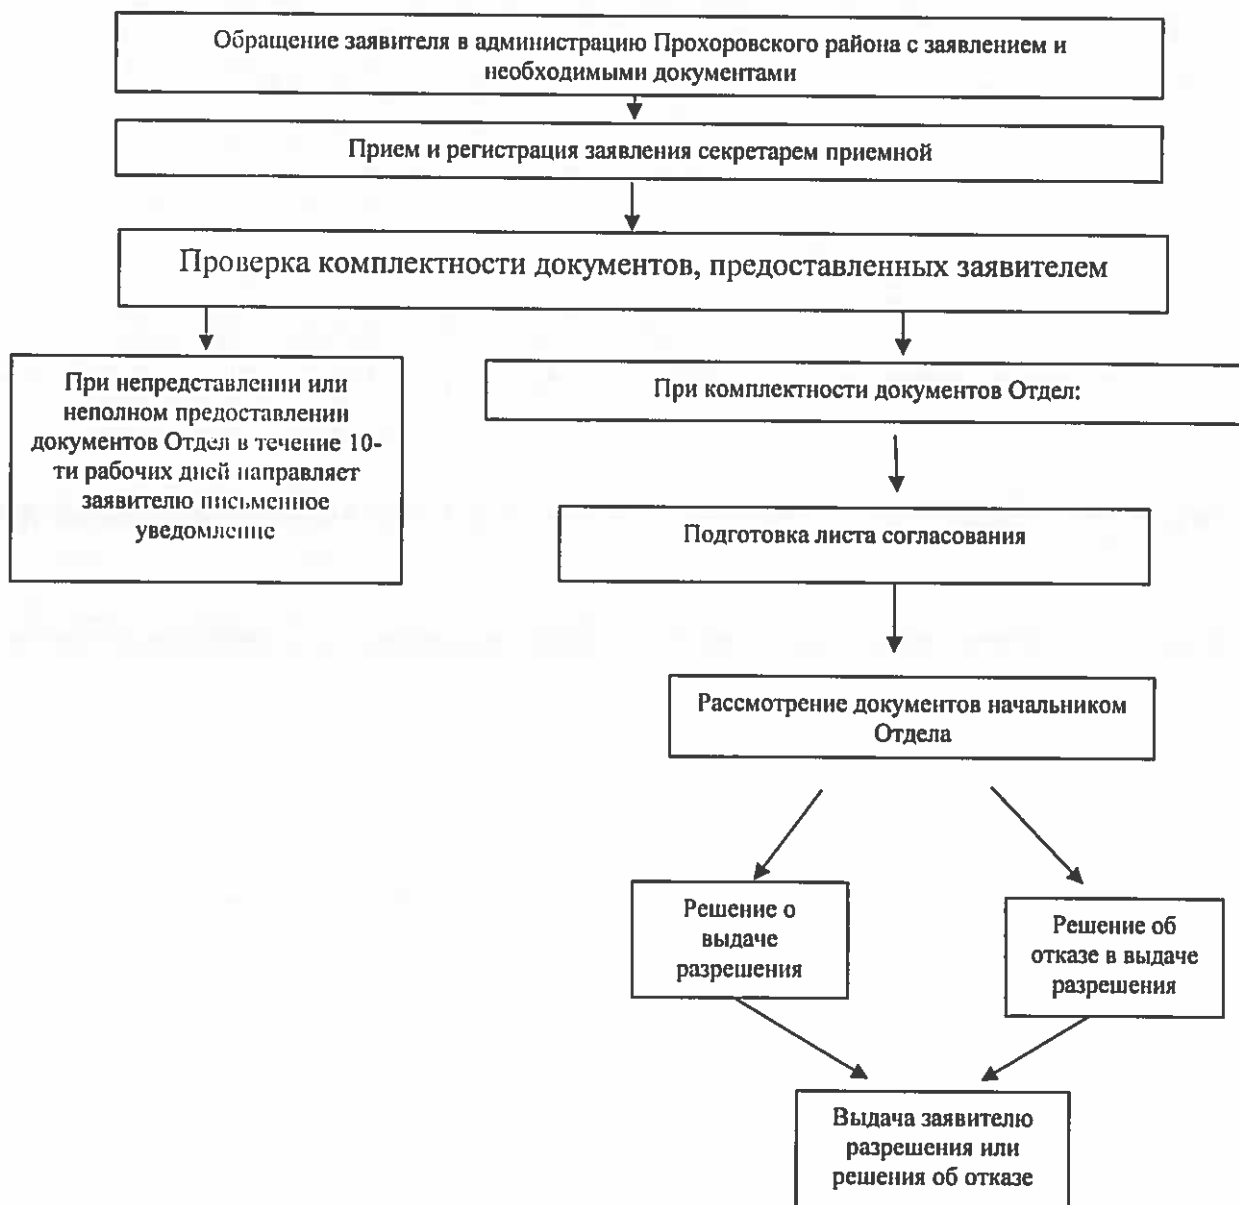 Обращение заявителя в администрацию Прохоровского района с заявлением и
необходимыми документами
Прием и регистрация заявления секретарем приемной
Проверка комплектности документов, предоставленных заявителем
При непредставлении или
неполном предоставлении
документов Отдел в течение 10-
ти рабочих дней направляет
заявителю письменное
уведомление
При комплектности документов Отдел:
Подготовка листа согласования
Рассмотрение документов начальником
Отдела
Решение о
выдаче
разрешения
Решение об
отказе в выдаче
разрешения
Выдача заявителю
разрешения или
решения об отказе